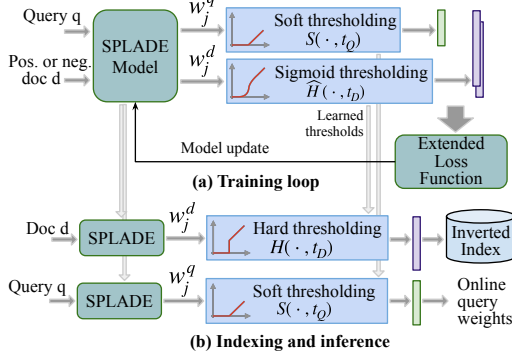 Query q
Pos. or neg.
doc d
SPLADE
Model
w_j^q
w_j^d
Soft thresholding
S( · , t_Q)
Sigmoid thresholding
Ĥ( · , t_D)
Learned
thresholds
Model update
Extended
Loss
Function
(a) Training loop
Doc d
SPLADE
w_j^d
Hard thresholding
H( · , t_D)
Inverted
Index
Query q
SPLADE
w_j^q
Soft thresholding
S( · , t_Q)
Online
query
weights
(b) Indexing and inference